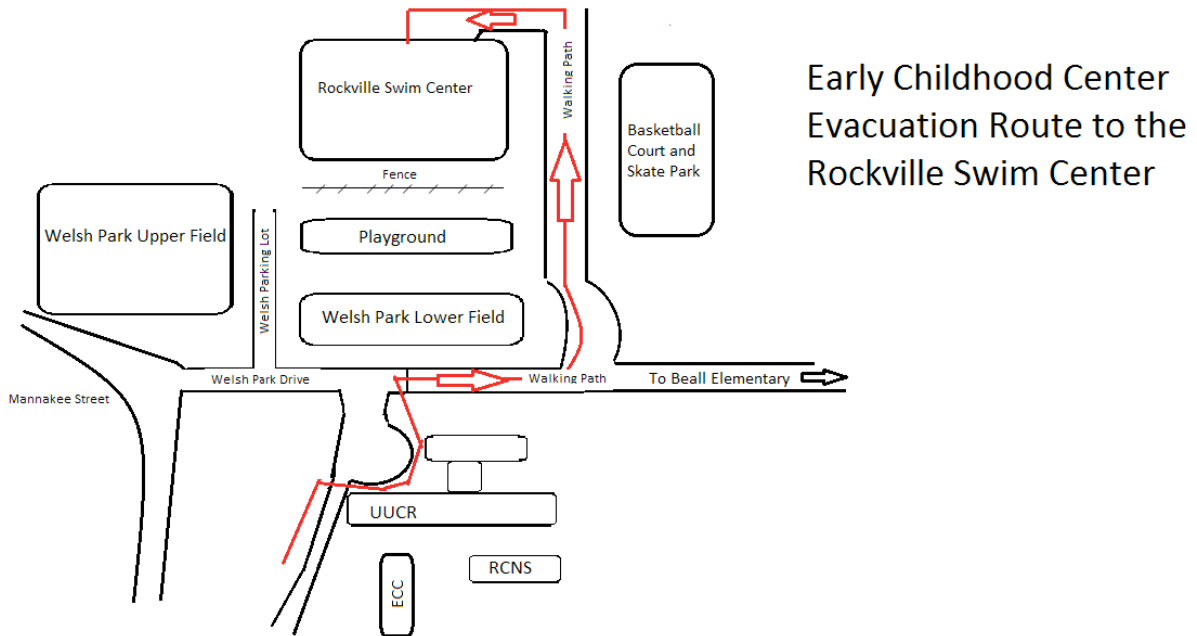 Early Childhood Center
Evacuation Route to the
Rockville Swim Center
Rockville Swim Center
Walking Path
Basketball
Court and
Skate Park
Fence
Welsh Park Upper Field
Welsh Parking Lot
Playground
Welsh Park Lower Field
Welsh Park Drive
Walking Path
To Beall Elementary
Mannakee Street
UUCR
ECC
RCNS